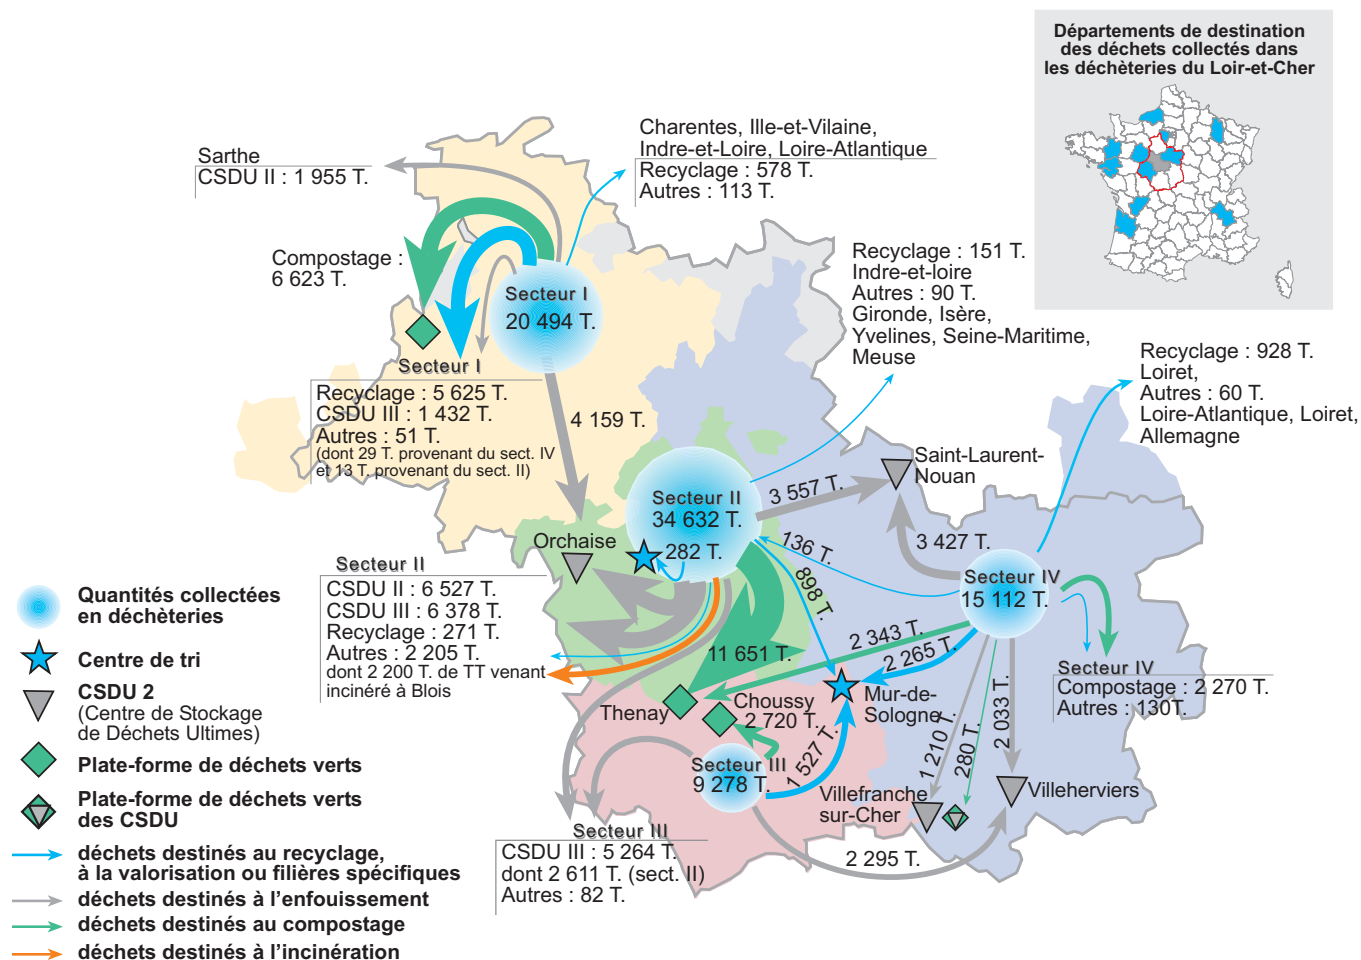 Départements de destination
des déchets collectés dans
les déchèteries du Loir-et-Cher
Charentes, Ille-et-Vilaine,
Indre-et-Loire, Loire-Atlantique
Recyclage : 578 T.
Autres : 113 T.
Sarthe
CSDU II : 1 955 T.
Compostage :
6 623 T.
Secteur I
20 494 T.
Recyclage : 151 T.
Indre-et-loire
Autres : 90 T.
Gironde, Isère,
Yvelines, Seine-Maritime,
Meuse
Recyclage : 928 T.
Loiret,
Autres : 60 T.
Loire-Atlantique, Loiret,
Allemagne
Secteur I
Recyclage : 5 625 T.
CSDU III : 1 432 T.
Autres : 51 T.
(dont 29 T. provenant du sect. IV
et 13 T. provenant du sect. II)
4 159 T.
Saint-Laurent-
Nouan
Secteur II
34 632 T.
3 557 T.
Orchaise
282 T.
136 T.
898 T.
3 427 T.
Secteur IV
15 112 T.
Secteur II
CSDU II : 6 527 T.
CSDU III : 6 378 T.
Recyclage : 271 T.
Autres : 2 205 T.
dont 2 200 T. de TT venant
incinéré à Blois
11 651 T.
2 343 T.
2 265 T.
Secteur IV
Compostage : 2 270 T.
Autres : 130T.
Thenay
Choussy
2 720 T.
Mur-de-
Sologne
Secteur III
9 278 T.
1 527 T.
1 210 T.
280 T.
2 033 T.
Villefranche
sur-Cher
Villeherviers
2 295 T.
Secteur III
CSDU III : 5 264 T.
dont 2 611 T. (sect. II)
Autres : 82 T.
Quantités collectées
en déchèteries
Centre de tri
CSDU 2
(Centre de Stockage
de Déchets Ultimes)
Plate-forme de déchets verts
Plate-forme de déchets verts
des CSDU
déchets destinés au recyclage,
à la valorisation ou filières spécifiques
déchets destinés à l'enfouissement
déchets destinés au compostage
déchets destinés à l'incinération